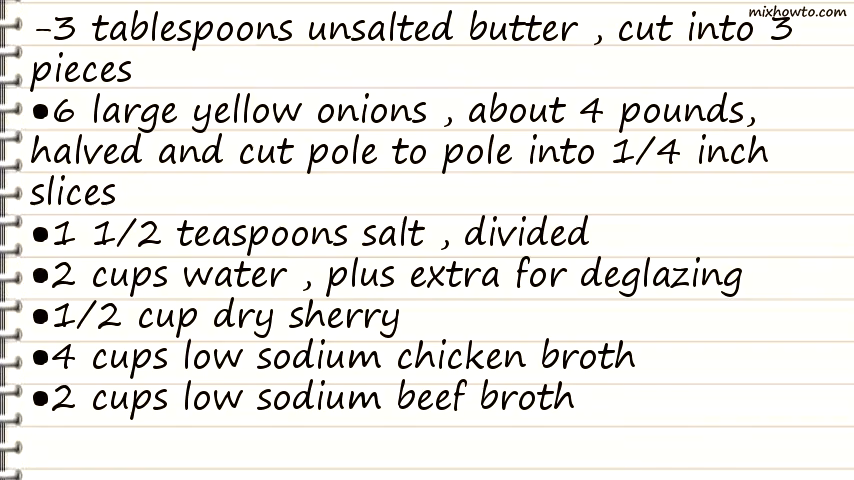 mixhowto.com
-3 tablespoons unsalted butter , cut into 3
pieces
•6 large yellow onions , about 4 pounds,
halved and cut pole to pole into 1/4 inch
slices
•1 1/2 teaspoons salt , divided
•2 cups water , plus extra for deglazing
•1/2 cup dry sherry
•4 cups low sodium chicken broth
•2 cups low sodium beef broth